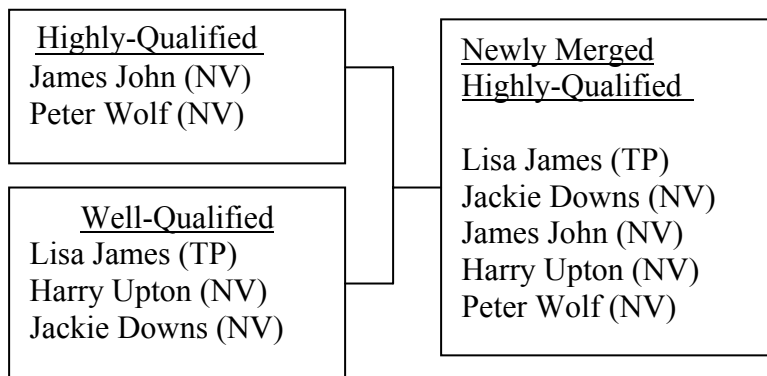 Highly-Qualified
James John (NV)
Peter Wolf (NV)
Well-Qualified
Lisa James (TP)
Harry Upton (NV)
Jackie Downs (NV)
Newly Merged
Highly-Qualified
Lisa James (TP)
Jackie Downs (NV)
James John (NV)
Harry Upton (NV)
Peter Wolf (NV)